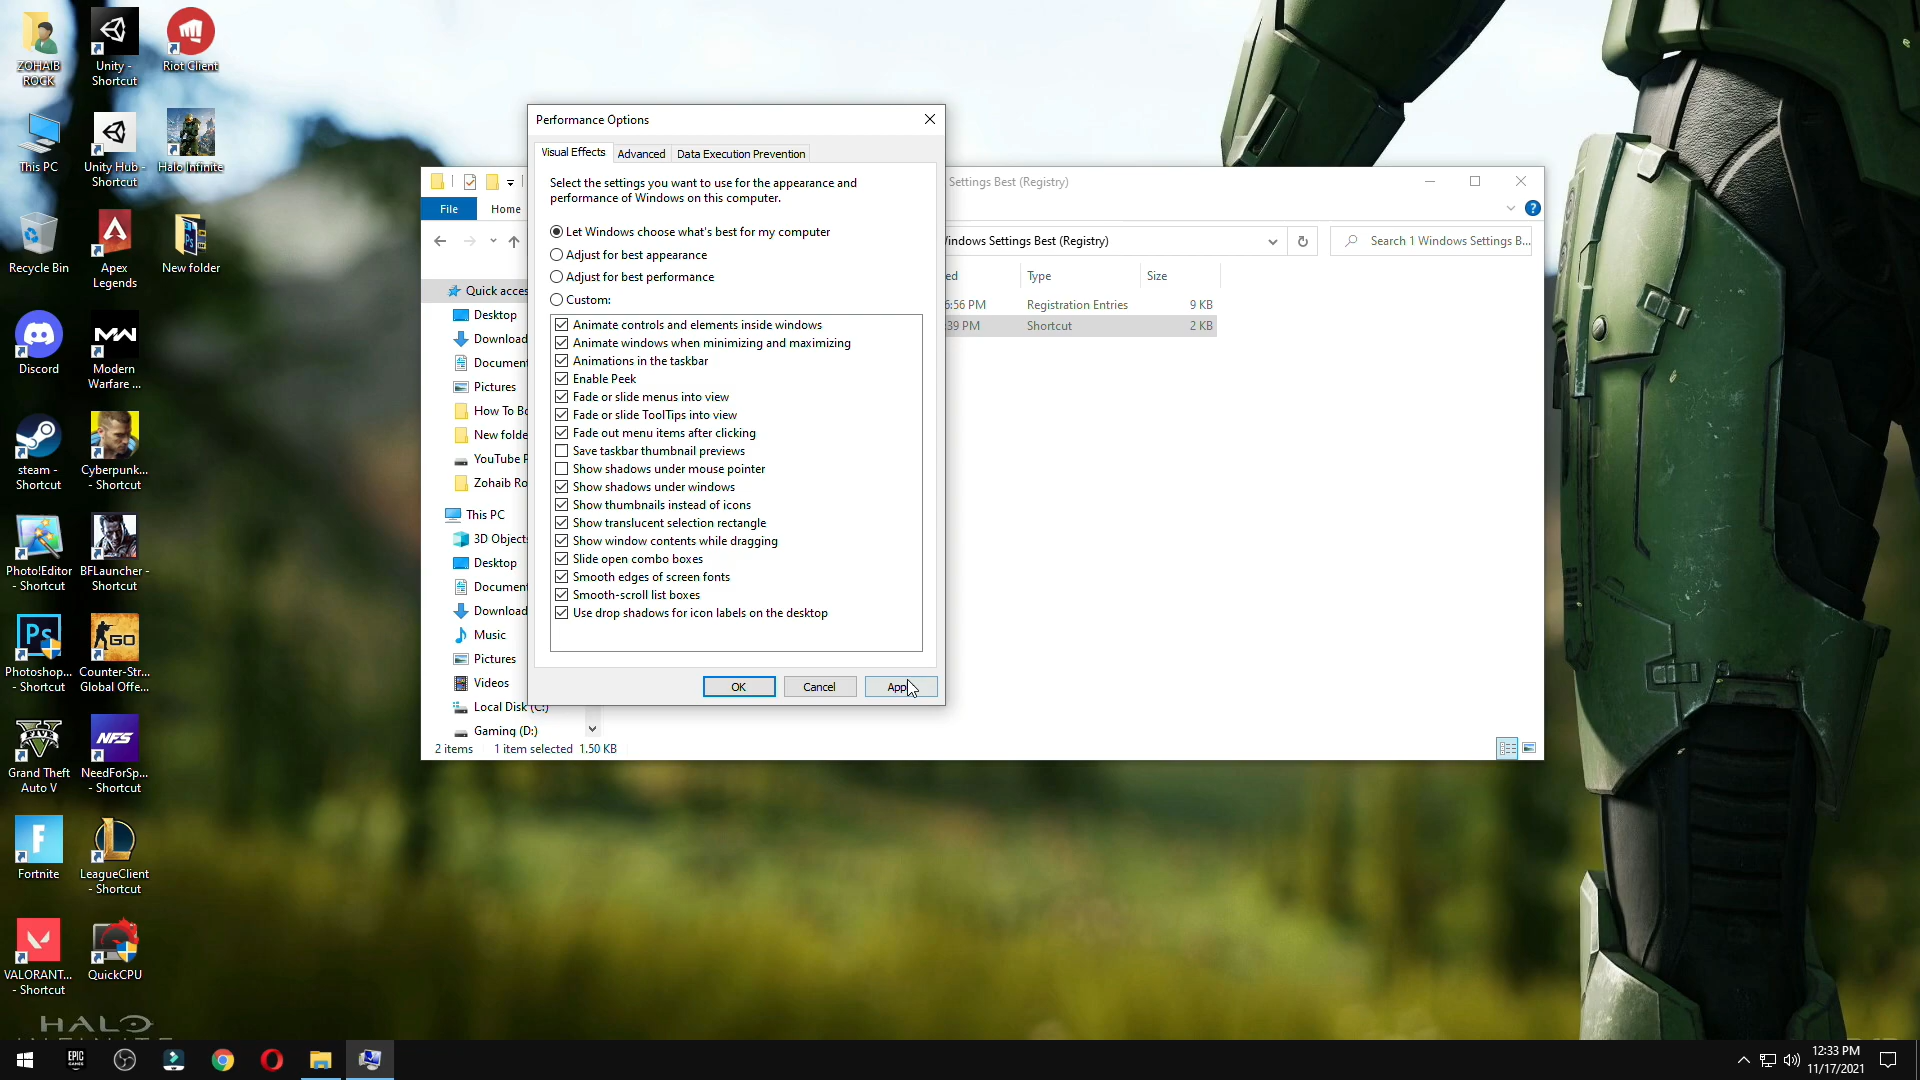 ZOHAIB
ROCK
Unity -
Shortcut
Riot Client
This PC
Unity Hub -
Shortcut
Halo Infinite
Recycle Bin
Apex
Legends
New folder
Discord
Modern
Warfare ...
steam -
Shortcut
Cyberpunk...
- Shortcut
Photo!Editor
- Shortcut
BFLauncher -
Shortcut
Photoshop...
- Shortcut
Counter-Str...
Global Offe...
Grand Theft
Auto V
NeedForSp...
- Shortcut
Fortnite
LeagueClient
- Shortcut
VALORANT...
- Shortcut
QuickCPU
HALO
Performance Options
Visual Effects
Advanced
Data Execution Prevention
Select the settings you want to use for the appearance and
performance of Windows on this computer.
Let Windows choose what's best for my computer
Adjust for best appearance
Adjust for best performance
Custom:
Animate controls and elements inside windows
Animate windows when minimizing and maximizing
Animations in the taskbar
Enable Peek
Fade or slide menus into view
Fade or slide ToolTips into view
Fade out menu items after clicking
Save taskbar thumbnail previews
Show shadows under mouse pointer
Show shadows under windows
Show thumbnails instead of icons
Show translucent selection rectangle
Show window contents while dragging
Slide open combo boxes
Smooth edges of screen fonts
Smooth-scroll list boxes
Use drop shadows for icon labels on the desktop
OK
Cancel
App
Settings Best (Registry)
File
Home
indows Settings Best (Registry)
Search 1 Windows Settings B...
ed
Type
Size
6:56 PM
Registration Entries
9 KB
:39 PM
Shortcut
2 KB
Quick acces
Desktop
Download
Document
Pictures
How To Bo
New folde
YouTube F
Zohaib Ro
This PC
3D Objects
Desktop
Document
Download
Music
Pictures
Videos
Local Disk (C:)
Gaming (D:)
2 items
1 item selected 1.50 KB
EPIC
GAMES
12:33 PM
11/17/2021